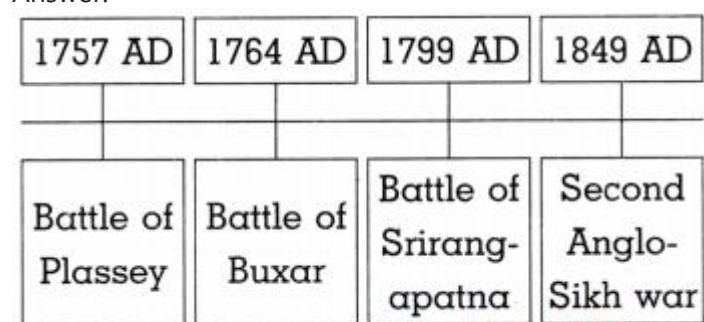 Answer:
1757 AD 1764 AD 1799 AD 1849 AD
Battle of
Plassey
Battle of
Buxar
Battle of
Srirang-
apatna
Second
Anglo-
Sikh war